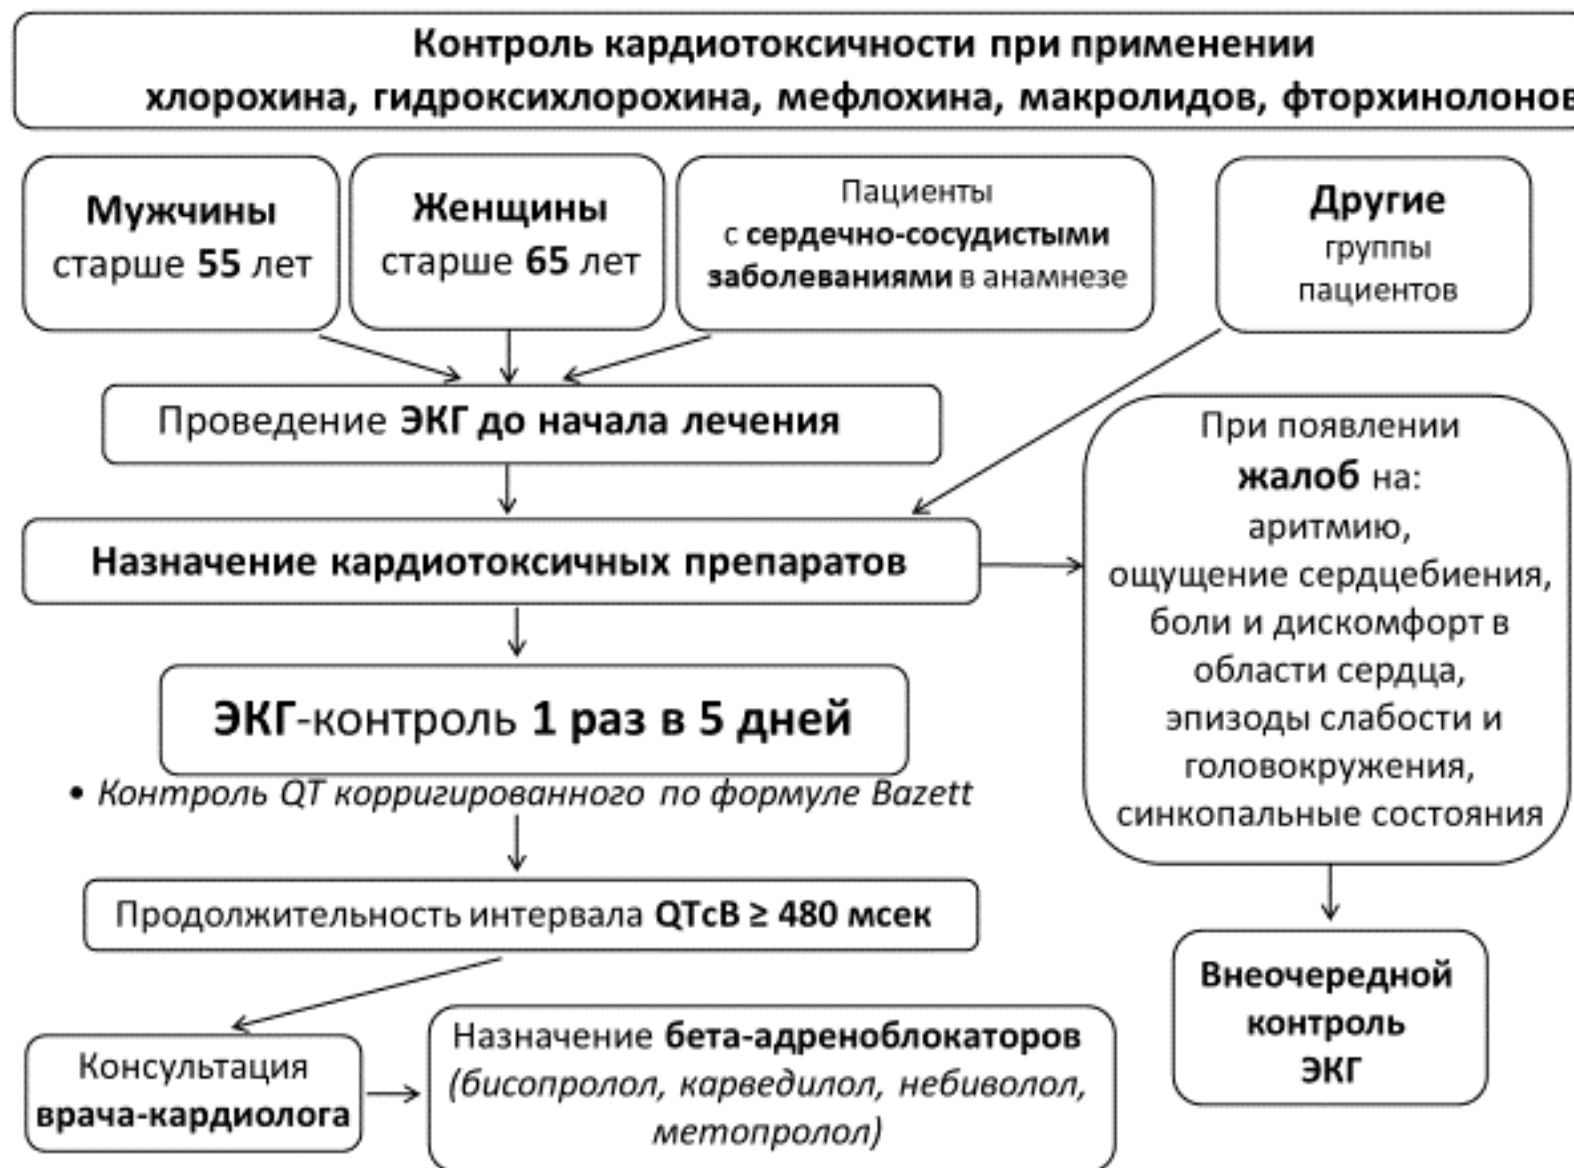 Контроль кардиотоксичности при применении
хлорохина, гидроксихлорохина, мефлохина, макролидов, фторхинолонов
Мужчины
старше 55 лет
Женщины
старше 65 лет
Пациенты
с сердечно-сосудистыми
заболеваниями в анамнезе
Другие
группы
пациентов
Проведение ЭКГ до начала лечения
Назначение кардиотоксичных препаратов
При появлении
жалоб на:
аритмию,
ощущение сердцебиения,
боли и дискомфорт в
области сердца,
эпизоды слабости и
головокружения,
синкопальные состояния
ЭКГ-контроль 1 раз в 5 дней
• Контроль QT корригированного по формуле Bazett
Продолжительность интервала QTcB ≥ 480 мсек
Внеочередной
контроль
ЭКГ
Консультация
врача-кардиолога
Назначение бета-адреноблокаторов
(бисопролол, карведилол, небиволол,
метопролол)